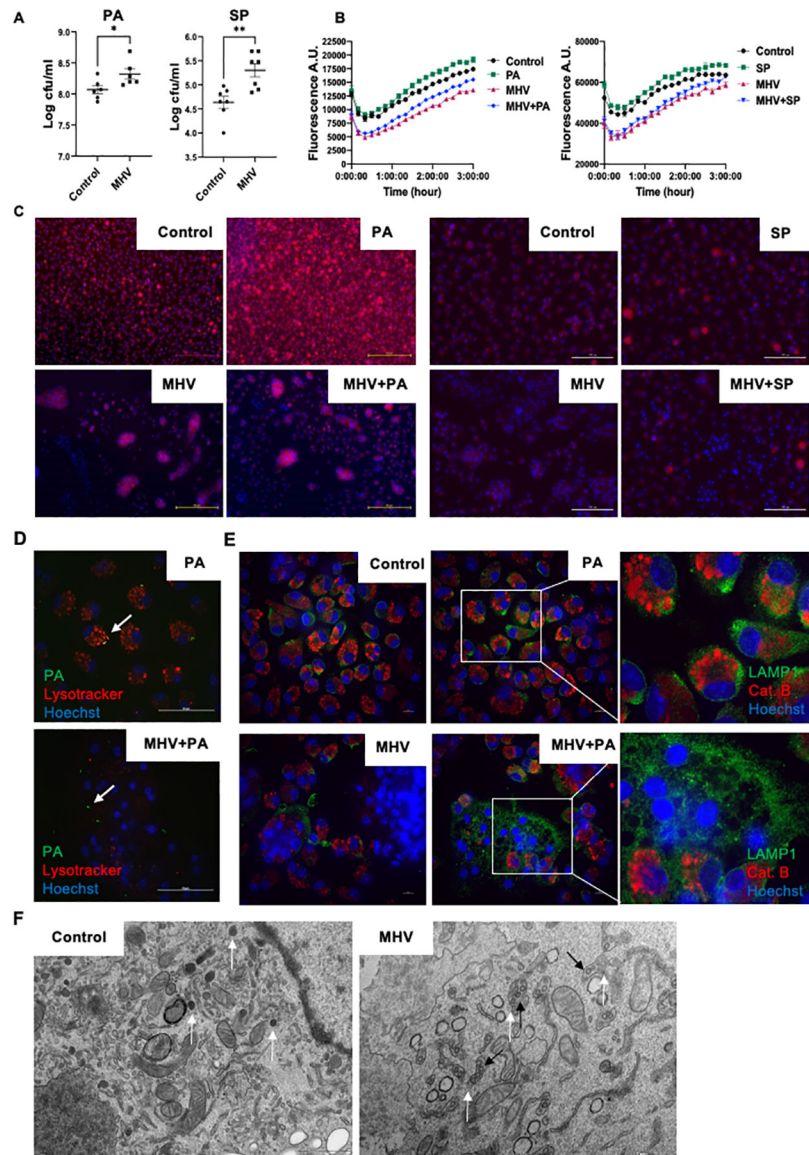 A
PA
*
Log cfu/ml
9.0
8.5
8.0
7.5
7.0
Control
MHV
SP
**
Log cfu/ml
6.0
5.5
5.0
4.5
4.0
3.5
Control
MHV
B
Fluorescence A.U.
25000
22500
20000
17500
15000
12500
10000
7500
5000
0:00:00
1:00:00
2:00:00
3:00:00
Time (hour)
Control
PA
MHV
MHV+PA
Fluorescence A.U.
80000
60000
40000
20000
0:00:00
1:00:00
2:00:00
3:00:00
Time (hour)
Control
SP
MHV
MHV+SP
C
Control
PA
Control
SP
MHV
MHV+PA
MHV
MHV+SP
D
PA
PA
Lysotracker
Hoechst
MHV+PA
PA
Lysotracker
Hoechst
E
Control
PA
LAMP1
Cat. B
Hoechst
MHV
MHV+PA
LAMP1
Cat. B
Hoechst
F
Control
MHV